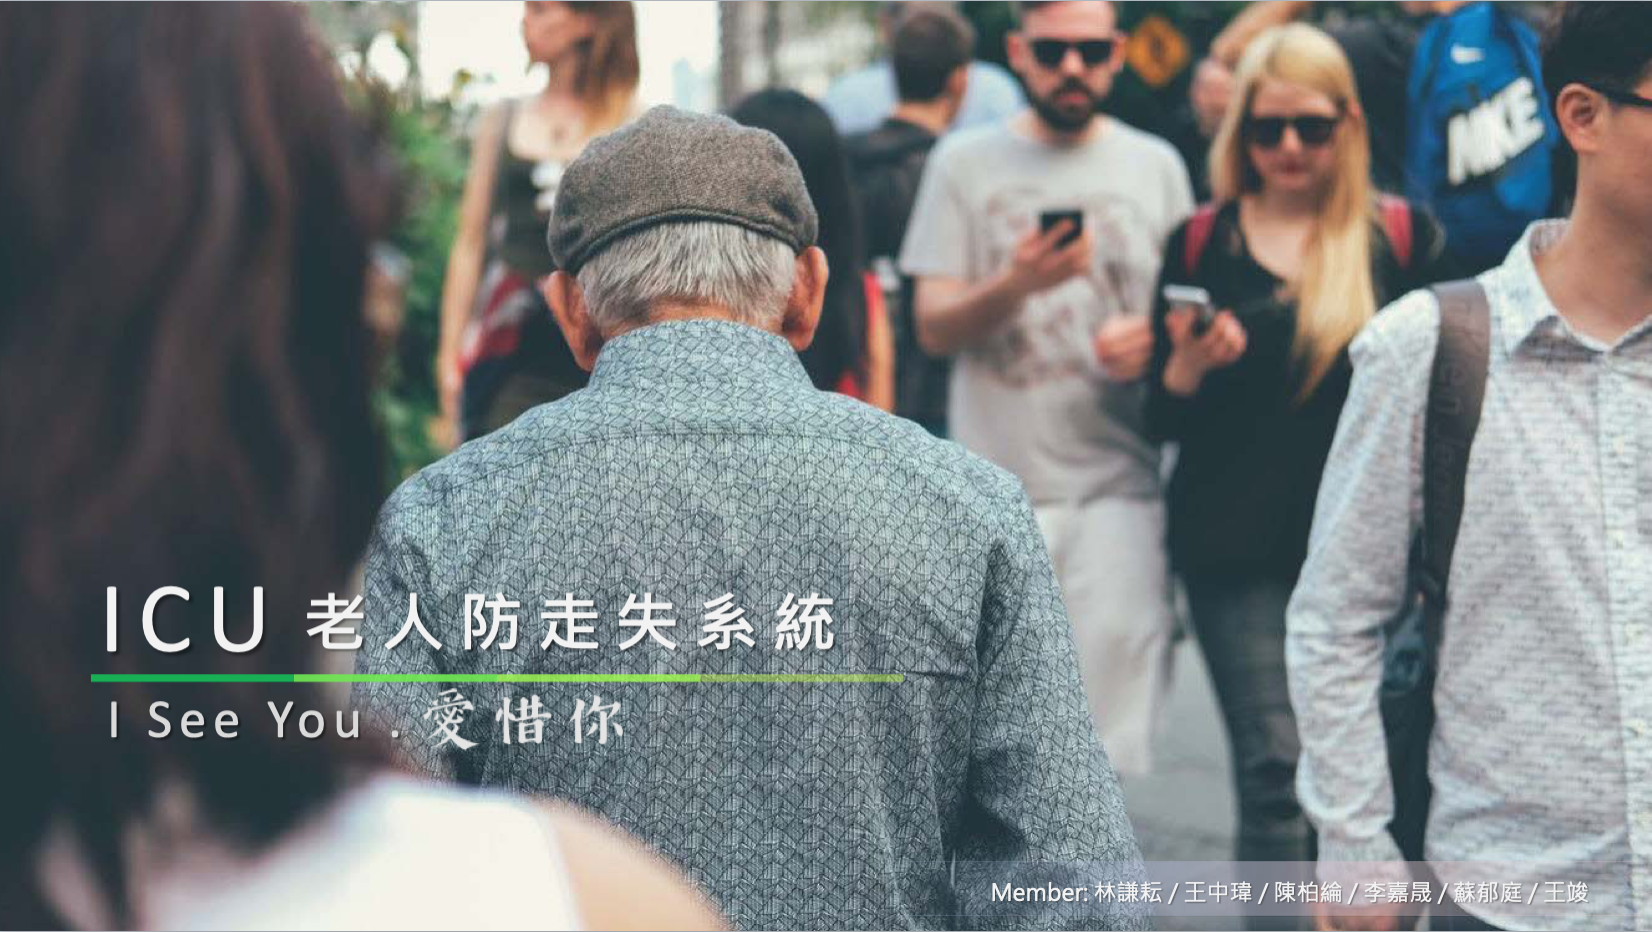 NIKE
ICU 老人防走失系統
I See You . 愛惜你
Member: 林謙耘 / 王中瑋 / 陳柏綸 / 李嘉晟 / 蘇郁庭 / 王竣